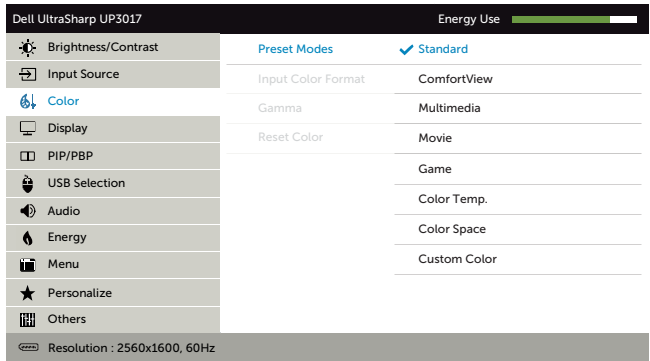 Dell UltraSharp UP3017 Energy Use
Brightness/Contrast Preset Modes Standard
Input Source Input Color Format ComfortView
Color Gamma Multimedia
Display Reset Color Movie
PIP/PBP Game
USB Selection Color Temp.
Audio Color Space
Energy Custom Color
Menu
Personalize
Others
Resolution : 2560x1600, 60Hz